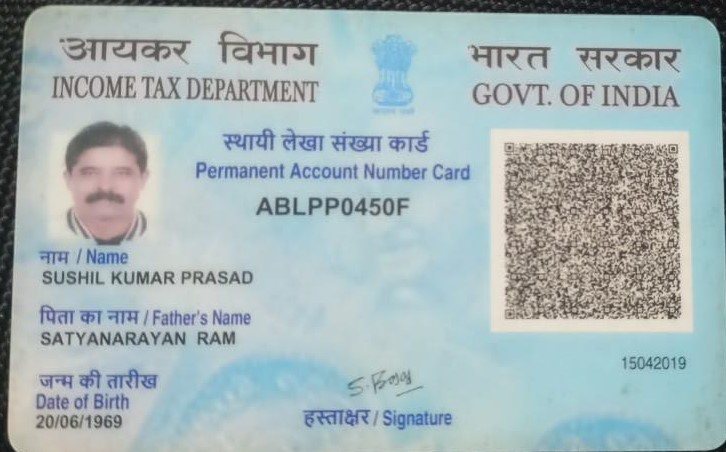 आयकर विभाग
INCOME TAX DEPARTMENT
भारत सरकार
GOVT. OF INDIA
स्थायी लेखा संख्या कार्ड
Permanent Account Number Card
ABLPP0450F
नाम / Name
SUSHIL KUMAR PRASAD
पिता का नाम / Father's Name
SATYANARAYAN RAM
जन्म की तारीख
Date of Birth
20/06/1969
हस्ताक्षर / Signature
15042019